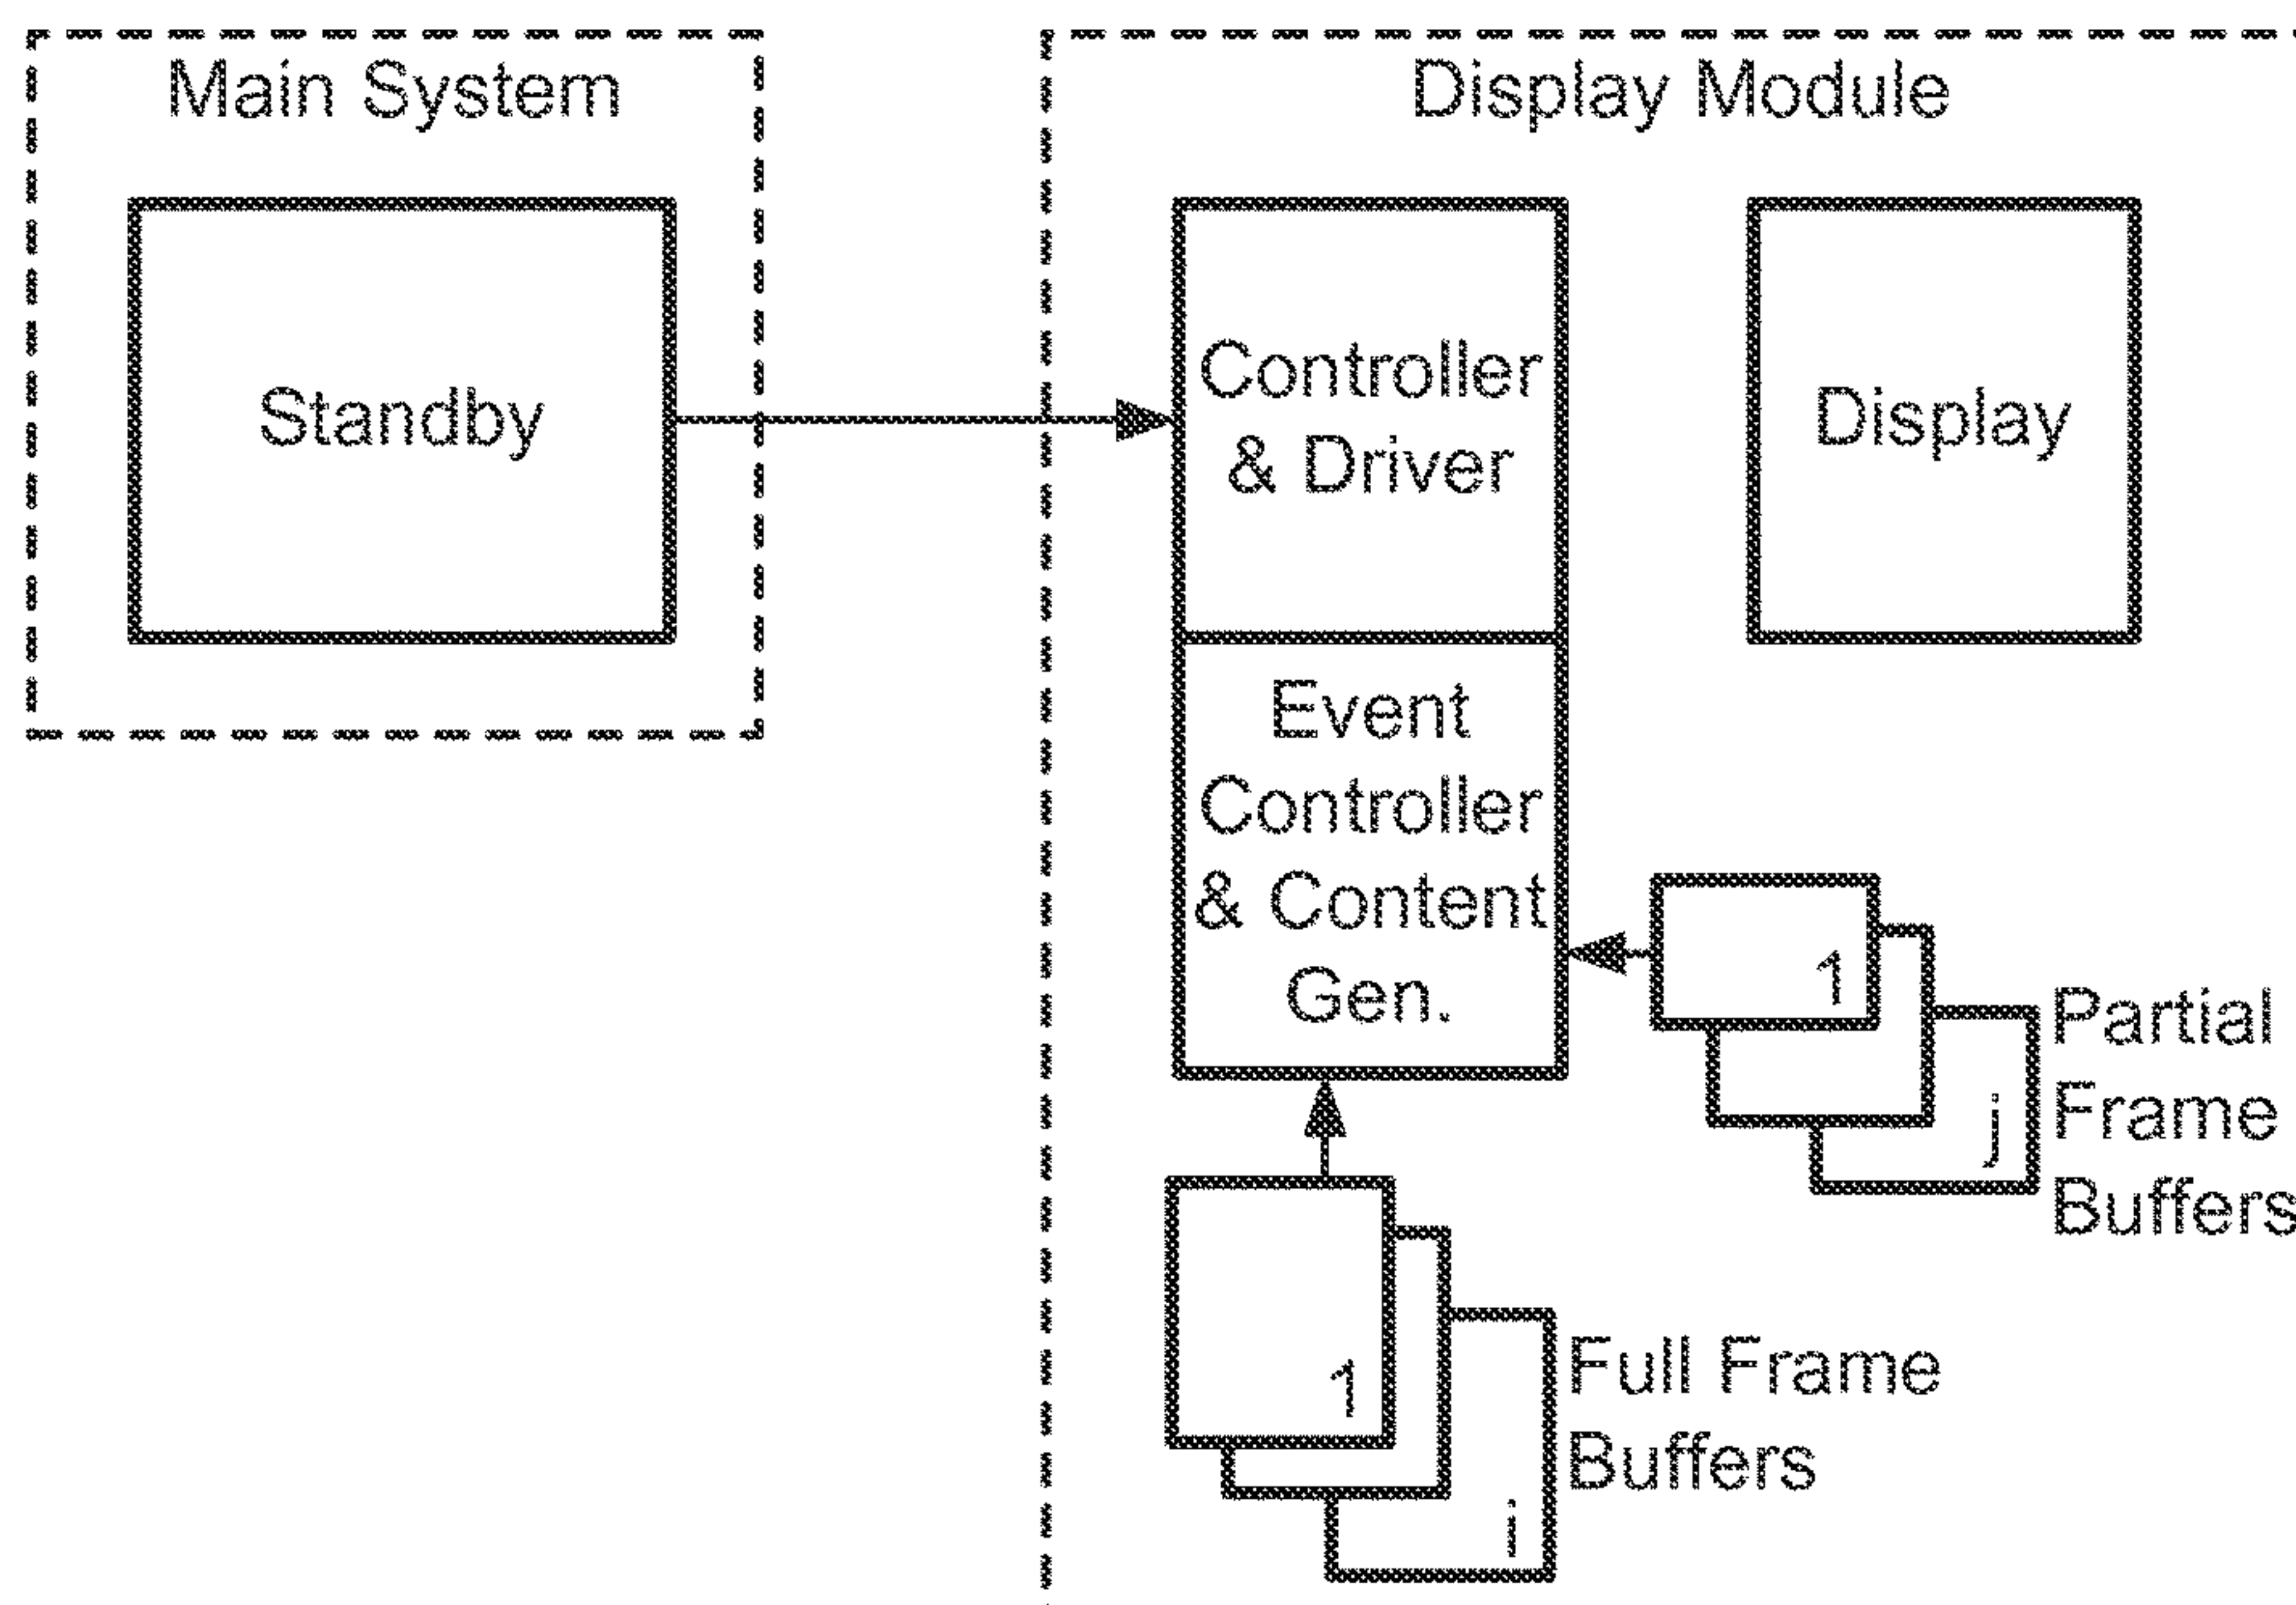 Main System
Display Module
Standby
Controller
& Driver
Display
Event
Controller
& Content
Gen.
1
j
Partial
Frame
Buffers
1
i
Full Frame
Buffers